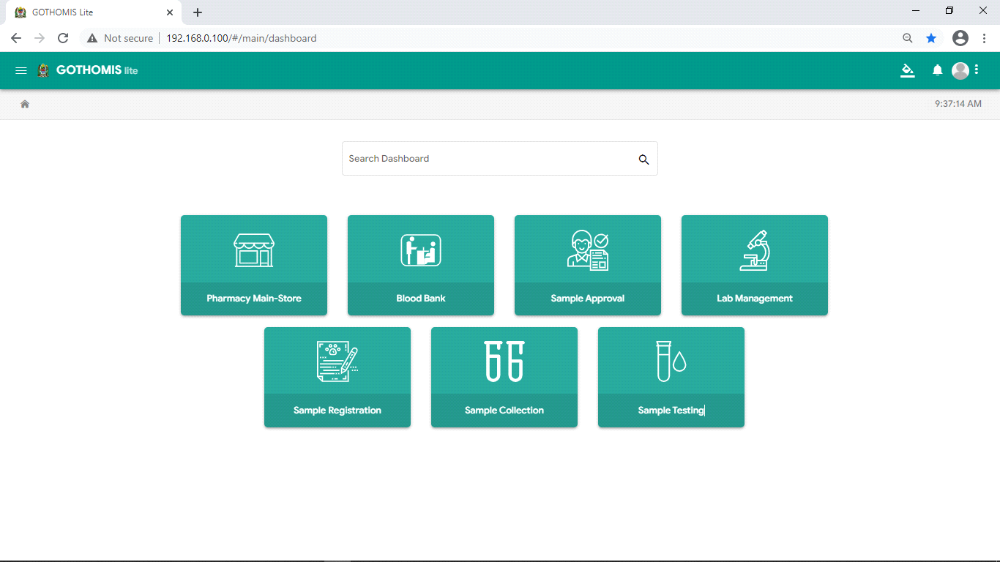 GOTHOMIS Lite
Not secure
192.168.0.100/#/main/dashboard
GOTHOMIS lite
9:37:14 AM
Search Dashboard
Pharmacy Main-Store
Blood Bank
Sample Approval
Lab Management
Sample Registration
Sample Collection
Sample Testing